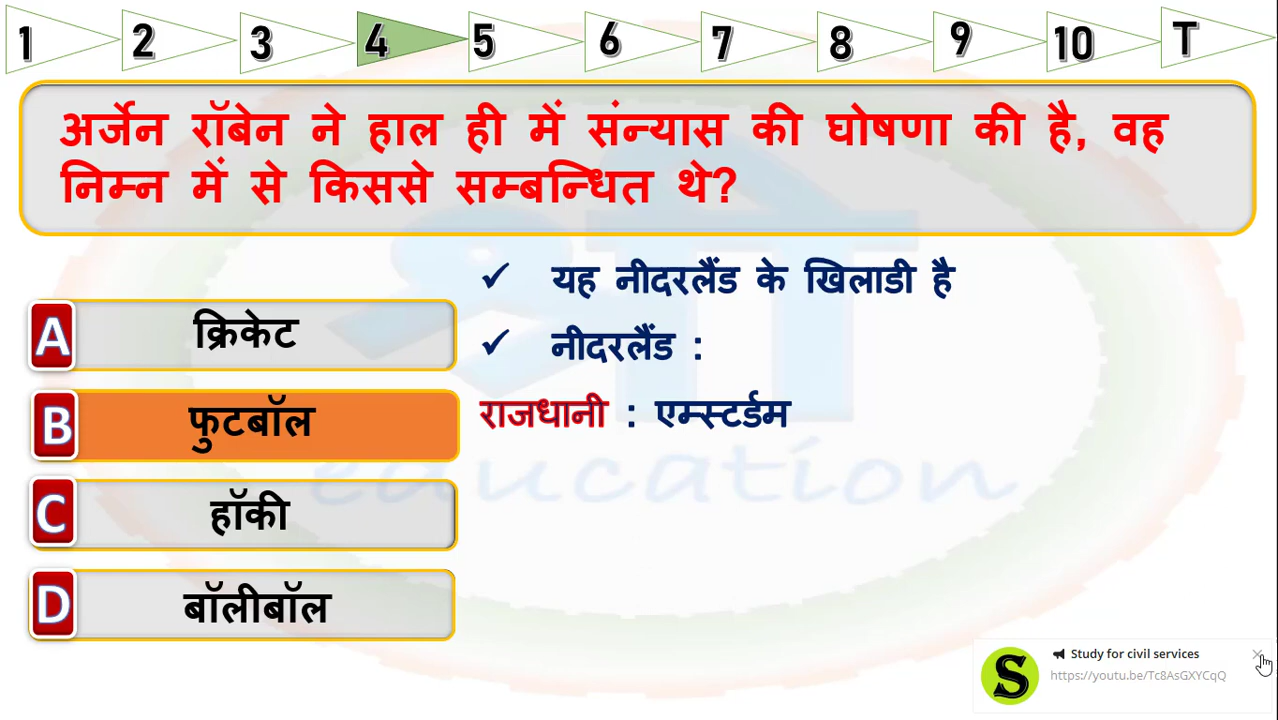 1 2 3 4 5 6 7 8 9 10 T
अर्जेन रॉबेन ने हाल ही में संन्यास की घोषणा की है, वह
निम्न में से किससे सम्बन्धित थे?
✓ यह नीदरलैंड के खिलाडी है
A क्रिकेट
✓ नीदरलैंड :
B फुटबॉल
राजधानी : एम्स्टर्डम
श्री
education
C हॉकी
D बॉलीबॉल
S
Study for civil services
https://youtu.be/Tc8AsGXYCqQ